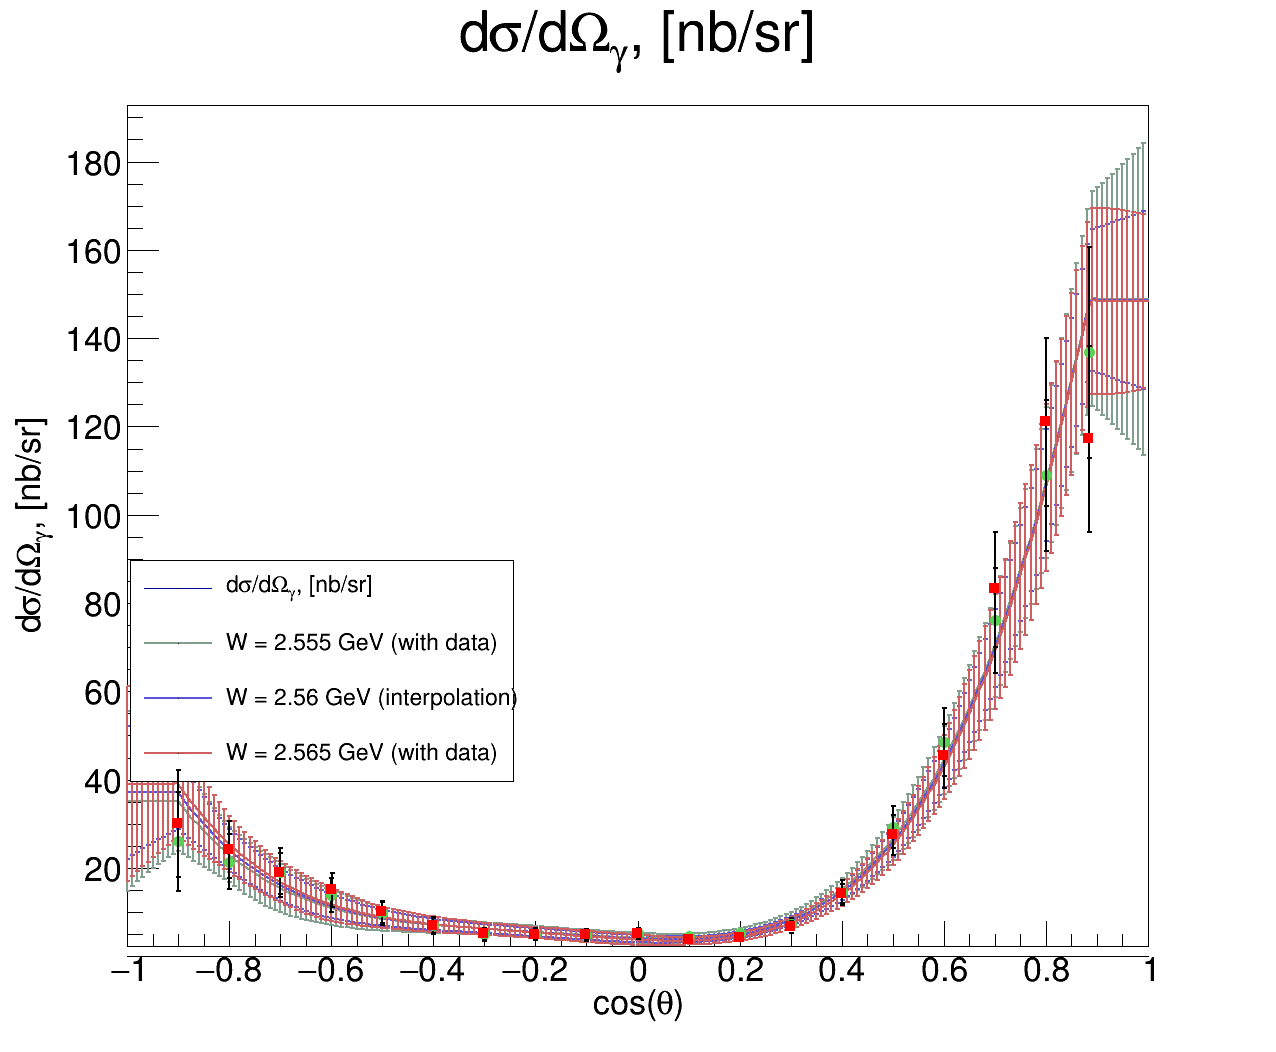 dσ/dΩγ, [nb/sr]
dσ/dΩγ, [nb/sr]
180
160
140
120
100
80
60
40
20
dσ/dΩγ, [nb/sr]
W = 2.555 GeV (with data)
W = 2.56 GeV (interpolation)
W = 2.565 GeV (with data)
−1 −0.8 −0.6 −0.4 −0.2 0 0.2 0.4 0.6 0.8 1
cos(θ)